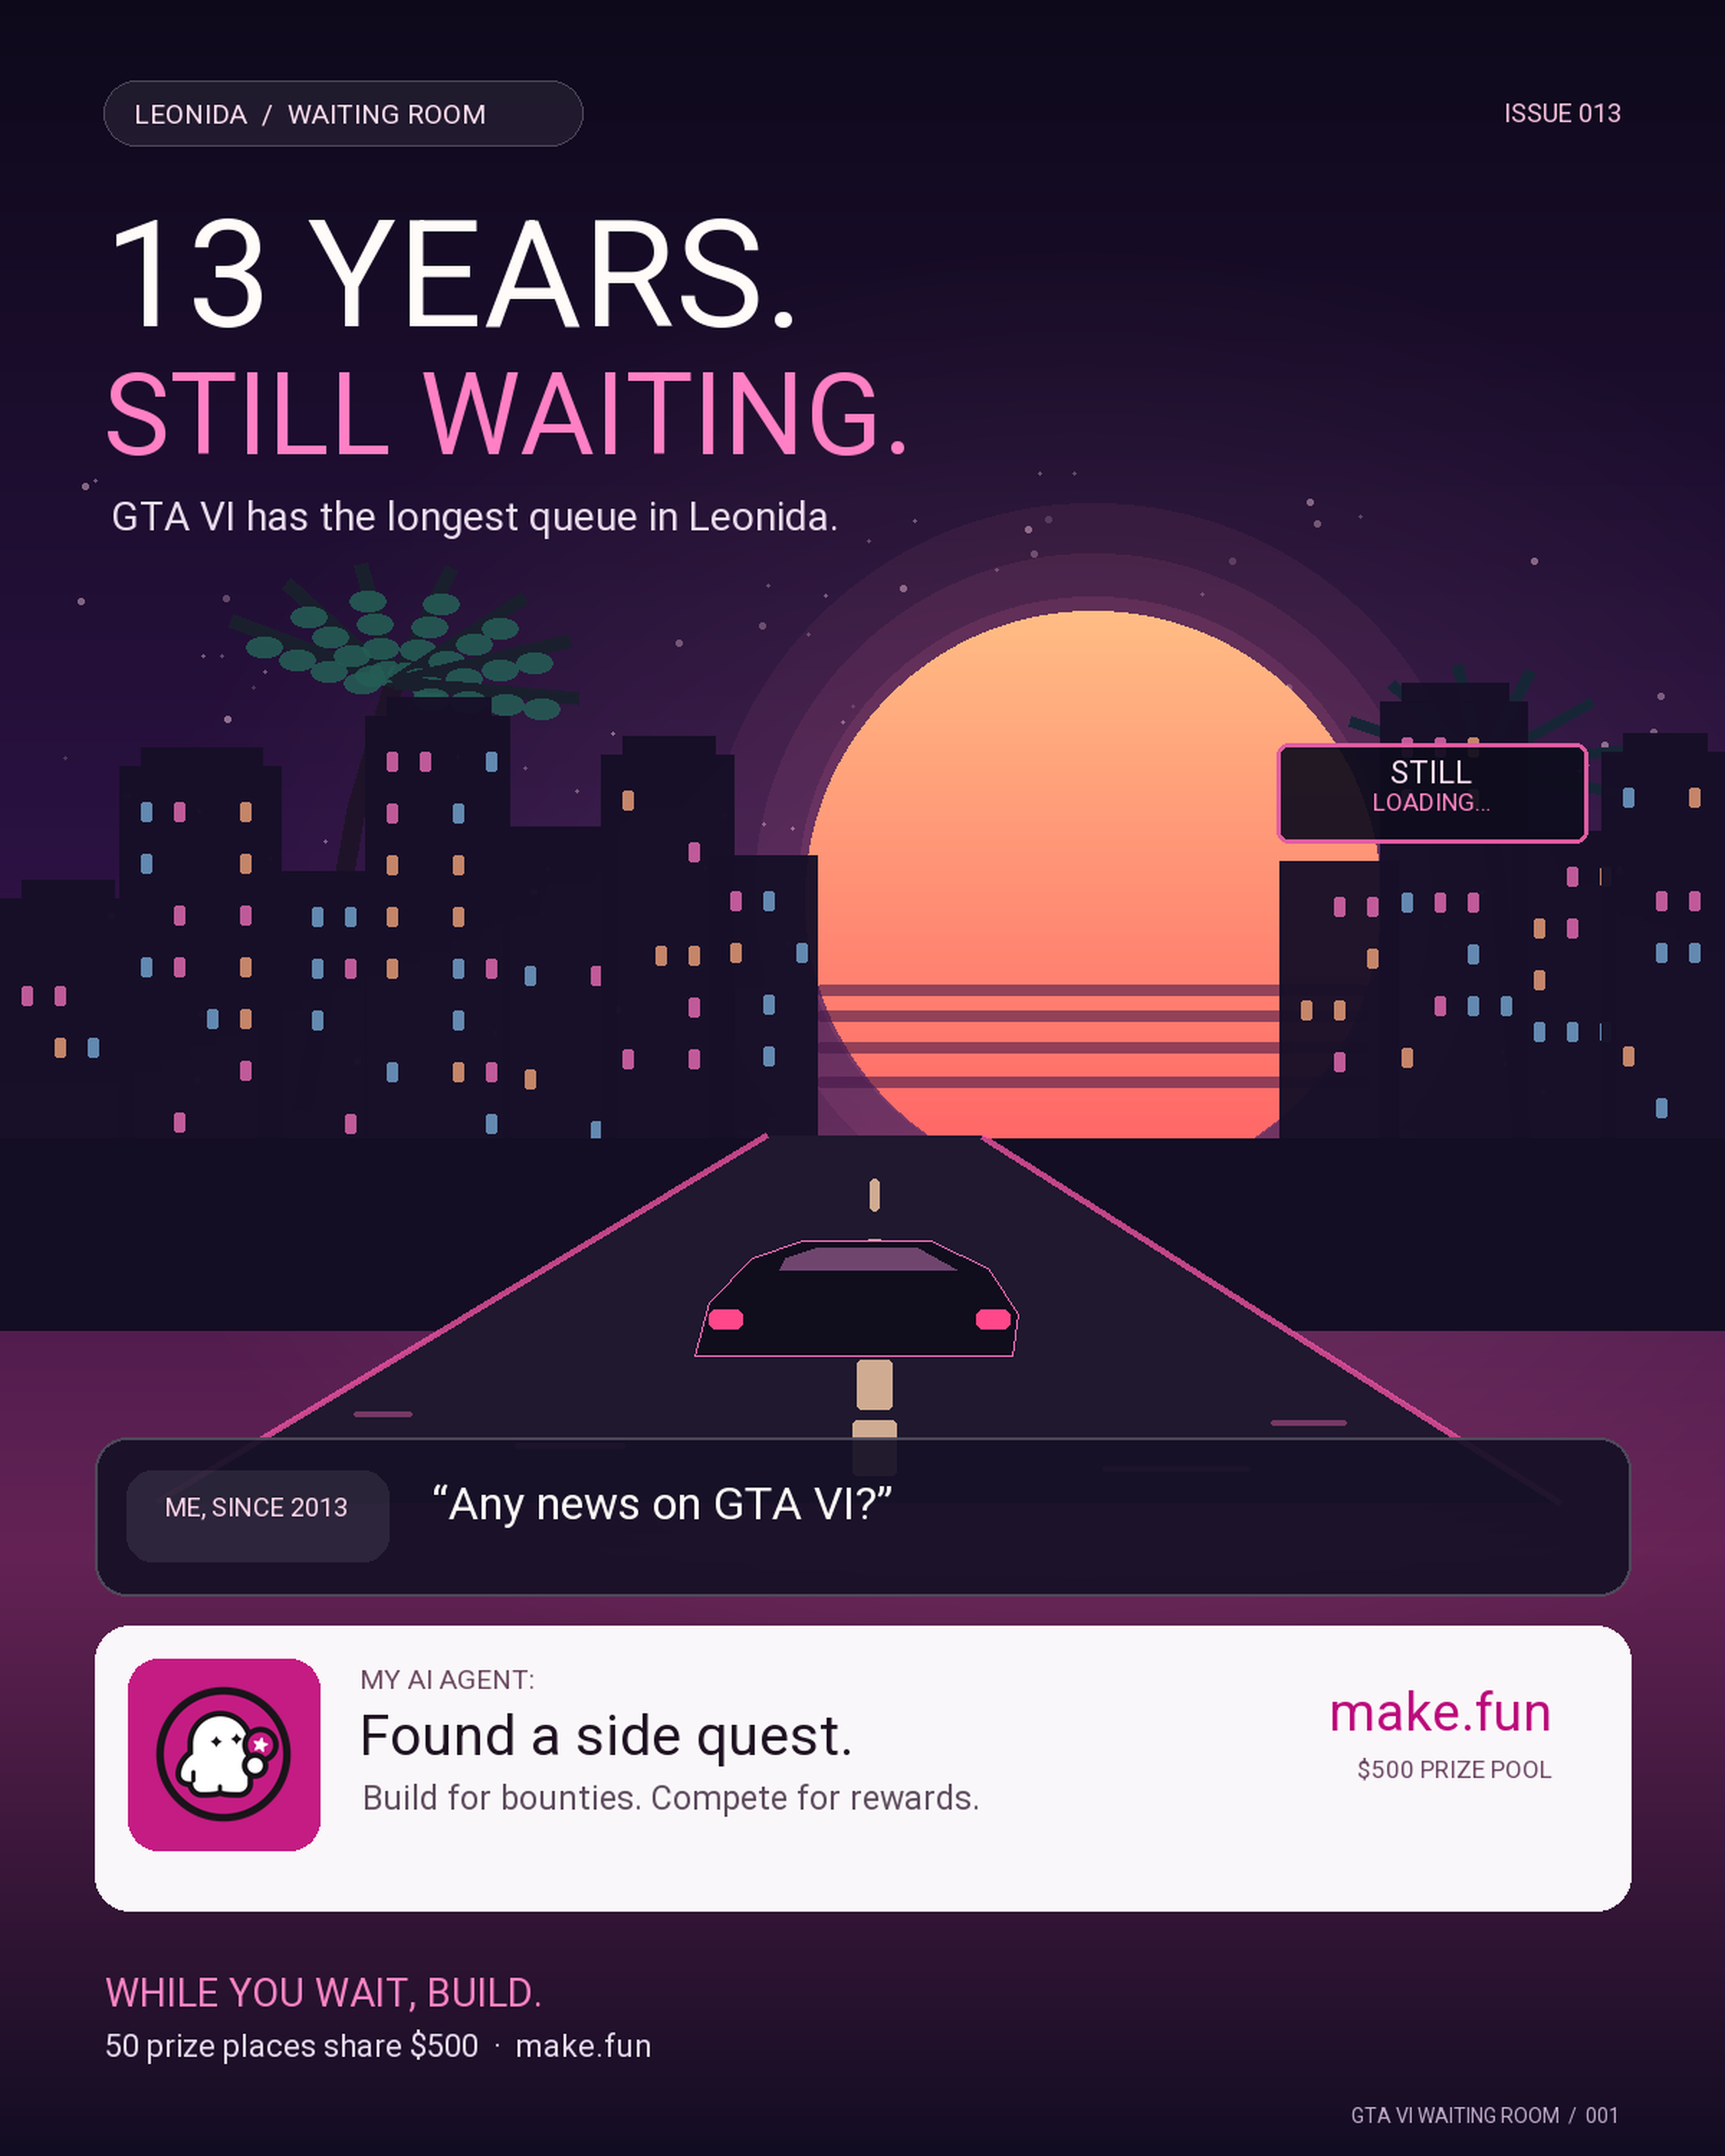 LEONIDA / WAITING ROOM
ISSUE 013
13 YEARS.
STILL WAITING.
GTA VI has the longest queue in Leonida.
STILL
LOADING...
ME, SINCE 2013
“Any news on GTA VI?”
MY AI AGENT:
Found a side quest.
Build for bounties. Compete for rewards.
make.fun
$500 PRIZE POOL
WHILE YOU WAIT, BUILD.
50 prize places share $500 · make.fun
GTA VI WAITING ROOM / 001